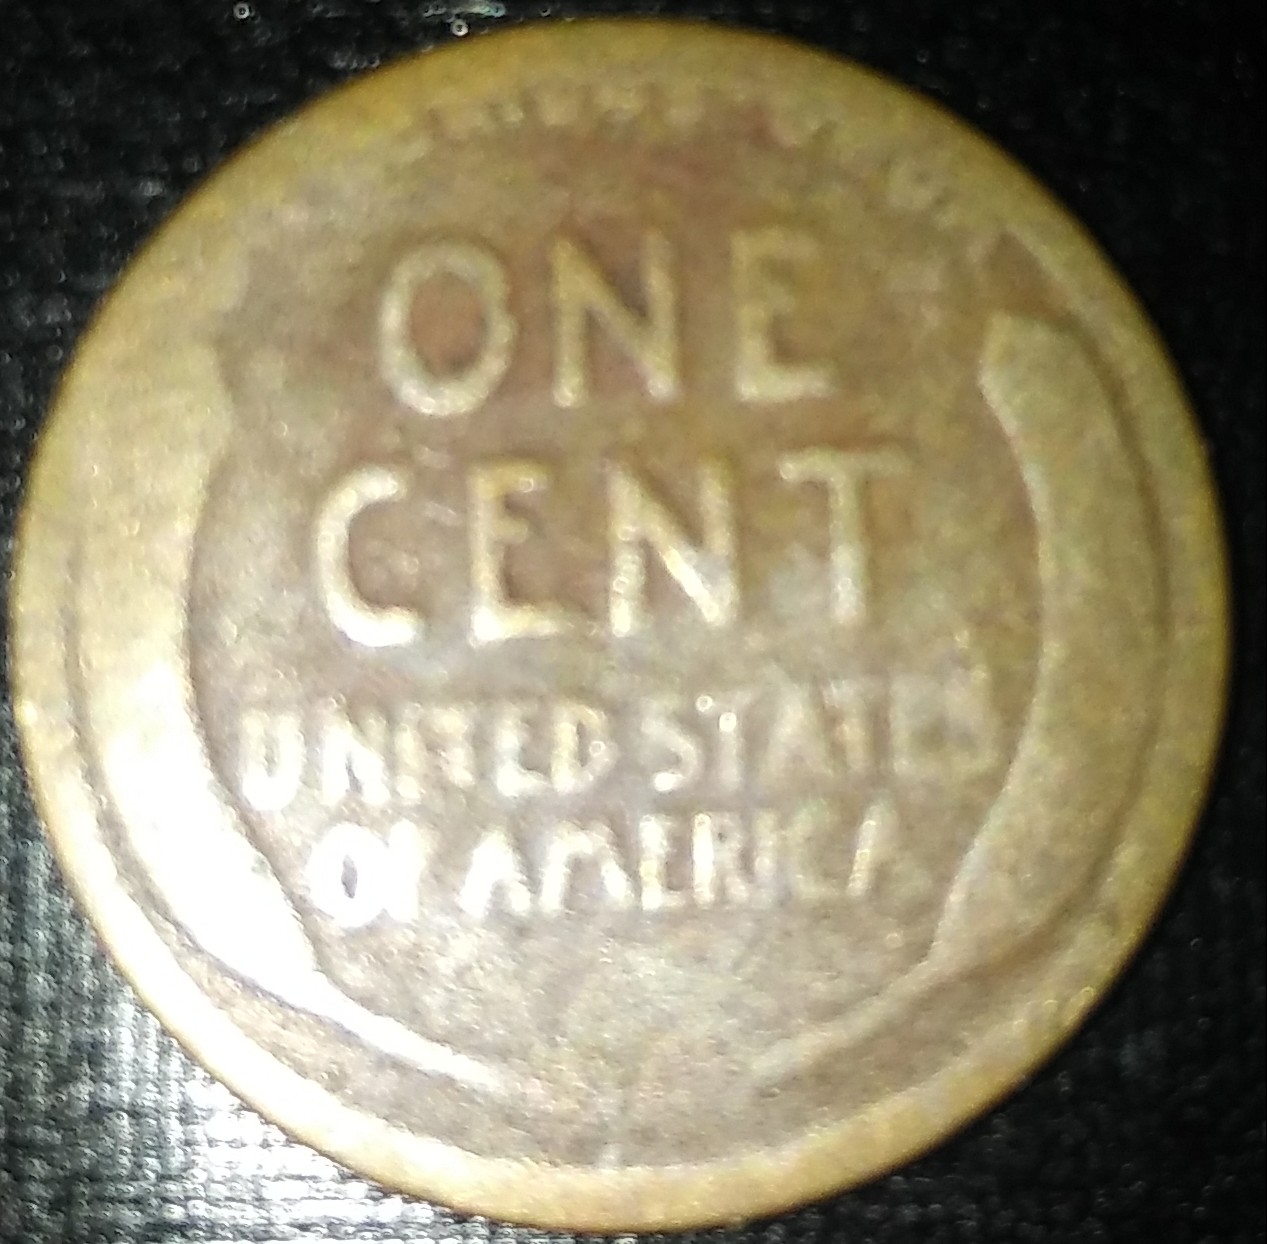 ONE
CENT
UNITED STATES
OF AMERICA